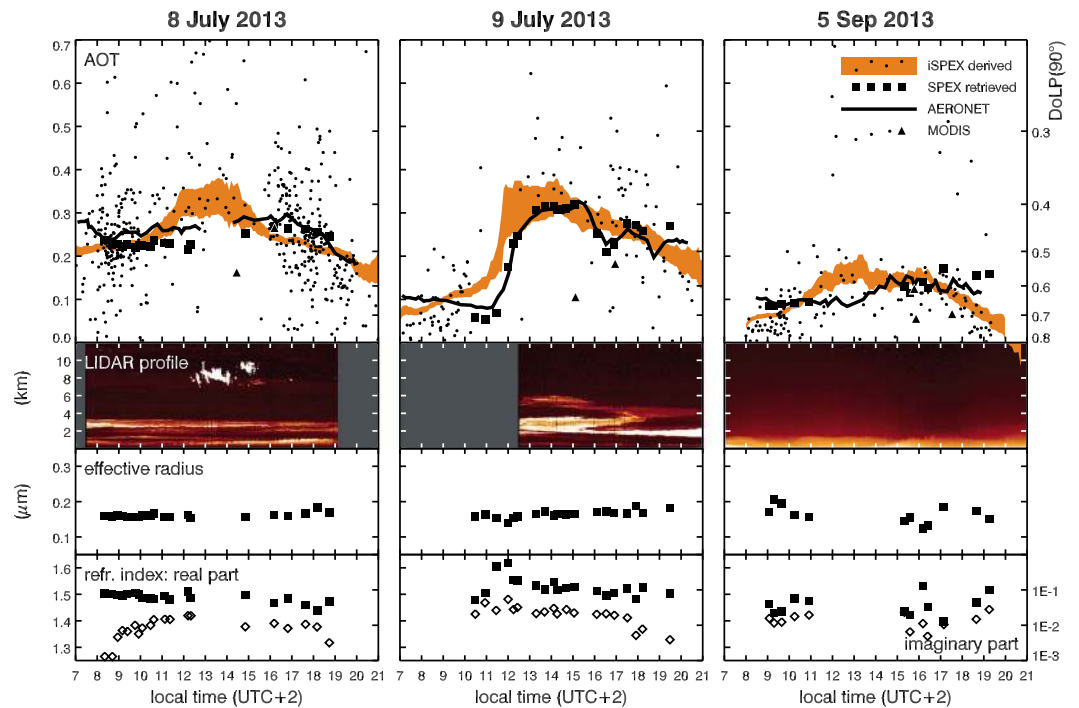 8 July 2013
9 July 2013
5 Sep 2013
0.7
0.6
0.5
0.4
0.3
0.2
0.1
0.0
AOT
iSPEX derived
SPEX retrieved
AERONET
MODIS
DoLP(90°)
0.3
0.4
0.5
0.6
0.7
0.8
(km)
10
8
6
4
2
LIDAR profile
(μm)
0.3
0.2
0.1
effective radius
1.6
1.5
1.4
1.3
refr. index: real part
imaginary part
1E-1
1E-2
1E-3
7 8 9 10 11 12 13 14 15 16 17 18 19 20 21
7 8 9 10 11 12 13 14 15 16 17 18 19 20 21
7 8 9 10 11 12 13 14 15 16 17 18 19 20 21
local time (UTC+2)
local time (UTC+2)
local time (UTC+2)